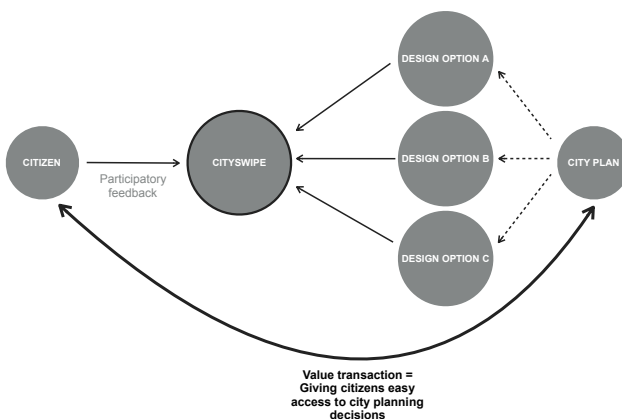 DESIGN OPTION A
CITIZEN
CITYSWIPE
DESIGN OPTION B
CITY PLAN
Participatory
feedback
DESIGN OPTION C
Value transaction =
Giving citizens easy
access to city planning
decisions